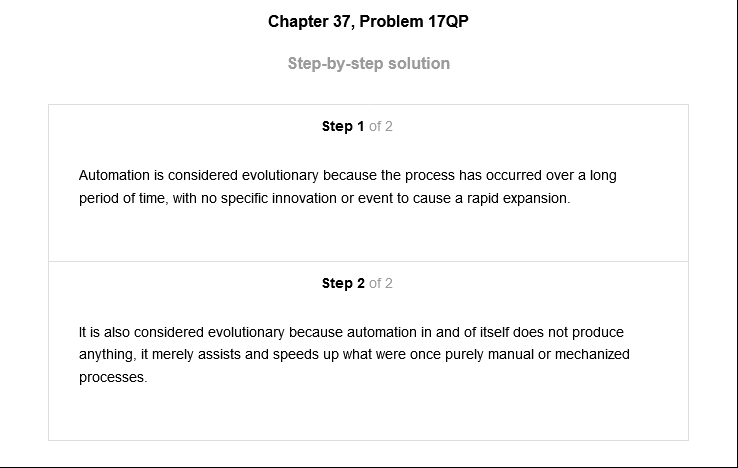 Chapter 37, Problem 17QP
Step-by-step solution
Step 1 of 2
Automation is considered evolutionary because the process has occurred over a long
period of time, with no specific innovation or event to cause a rapid expansion.
Step 2 of 2
It is also considered evolutionary because automation in and of itself does not produce
anything, it merely assists and speeds up what were once purely manual or mechanized
processes.